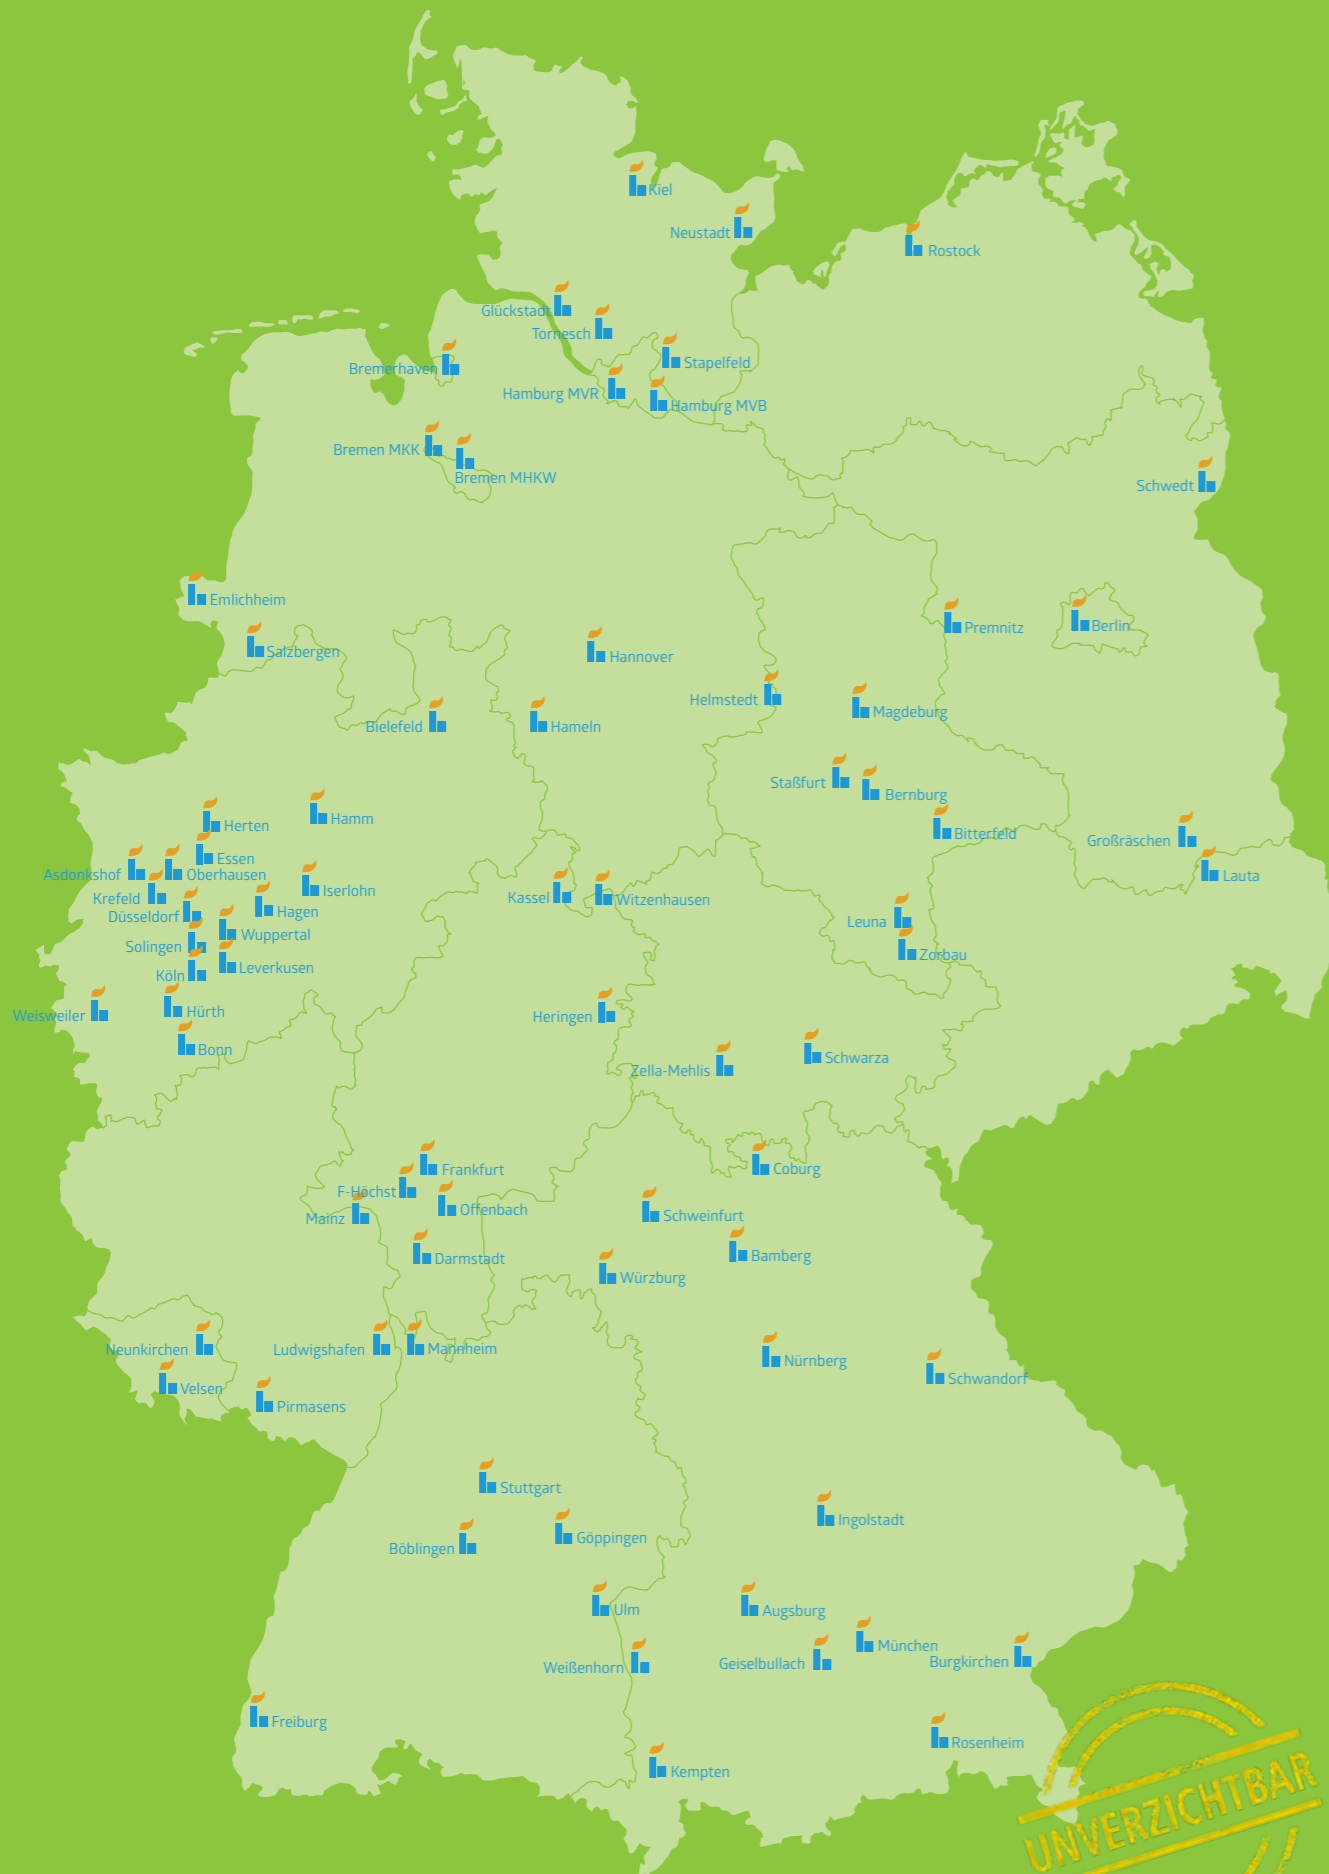 Kiel
Neustadt
Rostock
Glückstadt
Tornesch
Stapelfeld
Bremerhaven
Hamburg MVR
Hamburg MVB
Bremen MKK
Bremen MHKW
Schwedt
Emlichheim
Premnitz
Berlin
Salzbergen
Hannover
Helmstedt
Magdeburg
Bielefeld
Hameln
Staßfurt
Bernburg
Herten
Hamm
Bitterfeld
Großräschen
Essen
Asdonkshof
Oberhausen
Lauta
Krefeld
Iserlohn
Kassel
Witzenhausen
Düsseldorf
Hagen
Leuna
Wuppertal
Solingen
Zorbau
Leverkusen
Köln
Weisweiler
Hürth
Heringen
Bonn
Schwarza
Zella-Mehlis
Frankfurt
Coburg
F-Höchst
Offenbach
Mainz
Schweinfurt
Darmstadt
Bamberg
Würzburg
Neunkirchen
Ludwigshafen
Mannheim
Nürnberg
Schwandorf
Velsen
Pirmasens
Stuttgart
Ingolstadt
Göppingen
Böblingen
Ulm
Augsburg
München
Weißenhorn
Geiselbullach
Burgkirchen
Freiburg
Rosenheim
Kempten
UNVERZICHTBAR